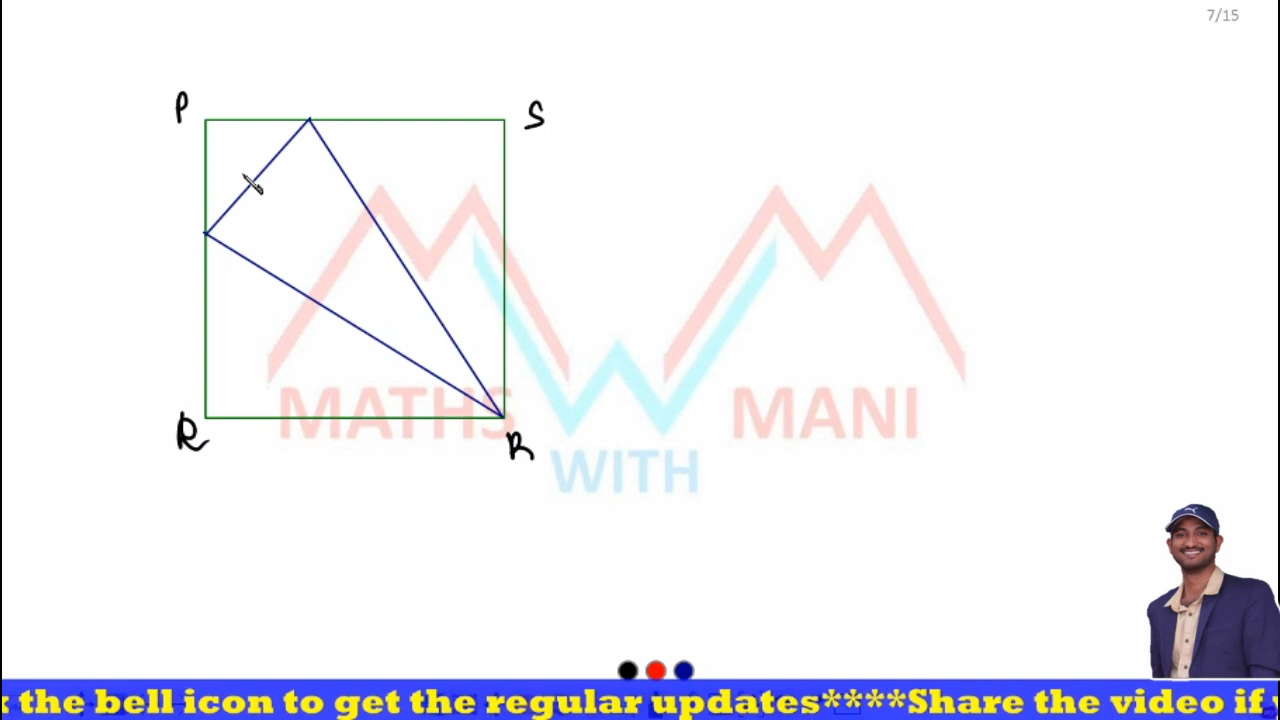 7/15
P
S
R
R
MATHS
MANI
WITH
the bell icon to get the regular updates****Share the video if